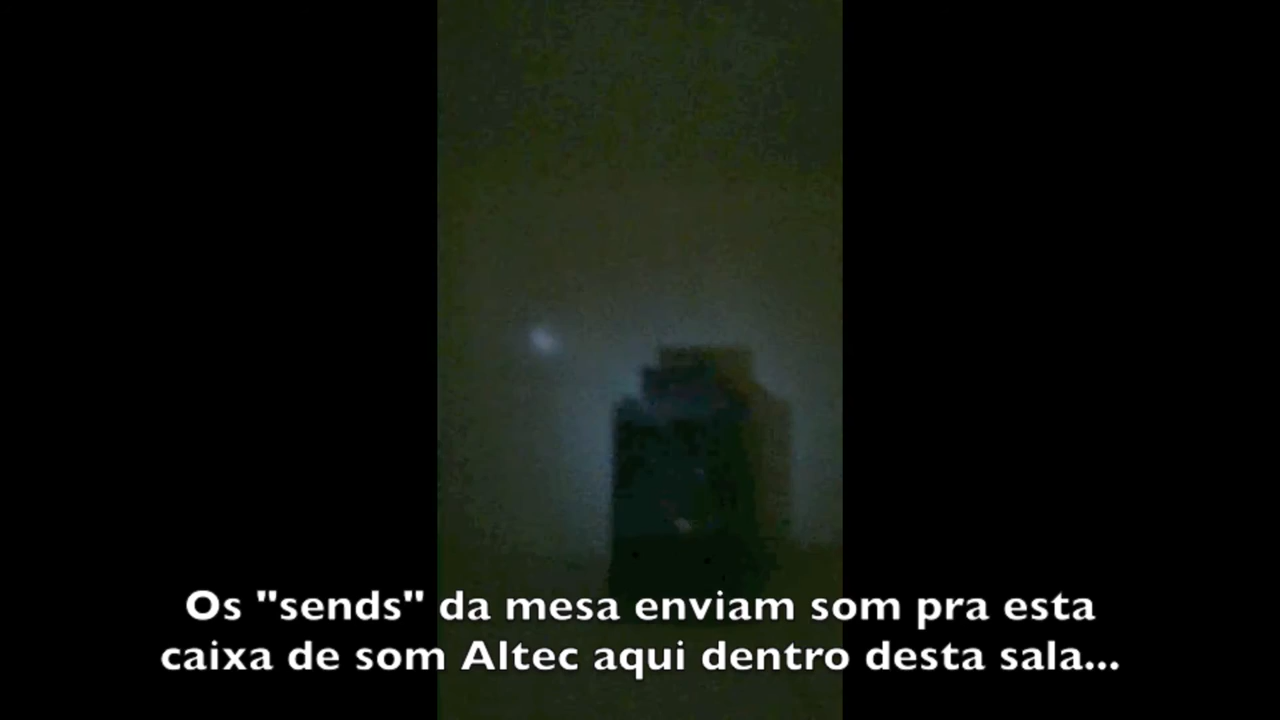 Os "sends" da mesa enviam som pra esta
caixa de som Altec aqui dentro desta sala...